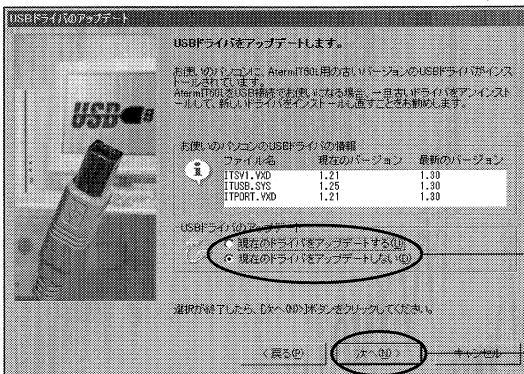 USBドライバのアップデート
USBドライバをアップデートします。
お使いのパソコンに、AtermIT60L用の古いバージョンのUSBドライバがインス
トールされています。
AtermIT60LをUSB接続でお使いになる場合、一旦古いドライバをアンインスト
ールして、新しいドライバをインストールし直すことをお勧めします。
USB
お使いのパソコンのUSBドライバの情報
ファイル名 現在のバージョン 最新のバージョン
ITSV1.VXD 1.21 1.30
ITUSB.SYS 1.25 1.30
ITPORT.VXD 1.21 1.30
USBドライバのアップデート
現在のドライバをアップデートする(U)
現在のドライバをアップデートしない(D)
選択が終了したら、[次へ(N)>]ボタンをクリックしてください。
< 戻る(P)
次へ(N) >
キャンセル